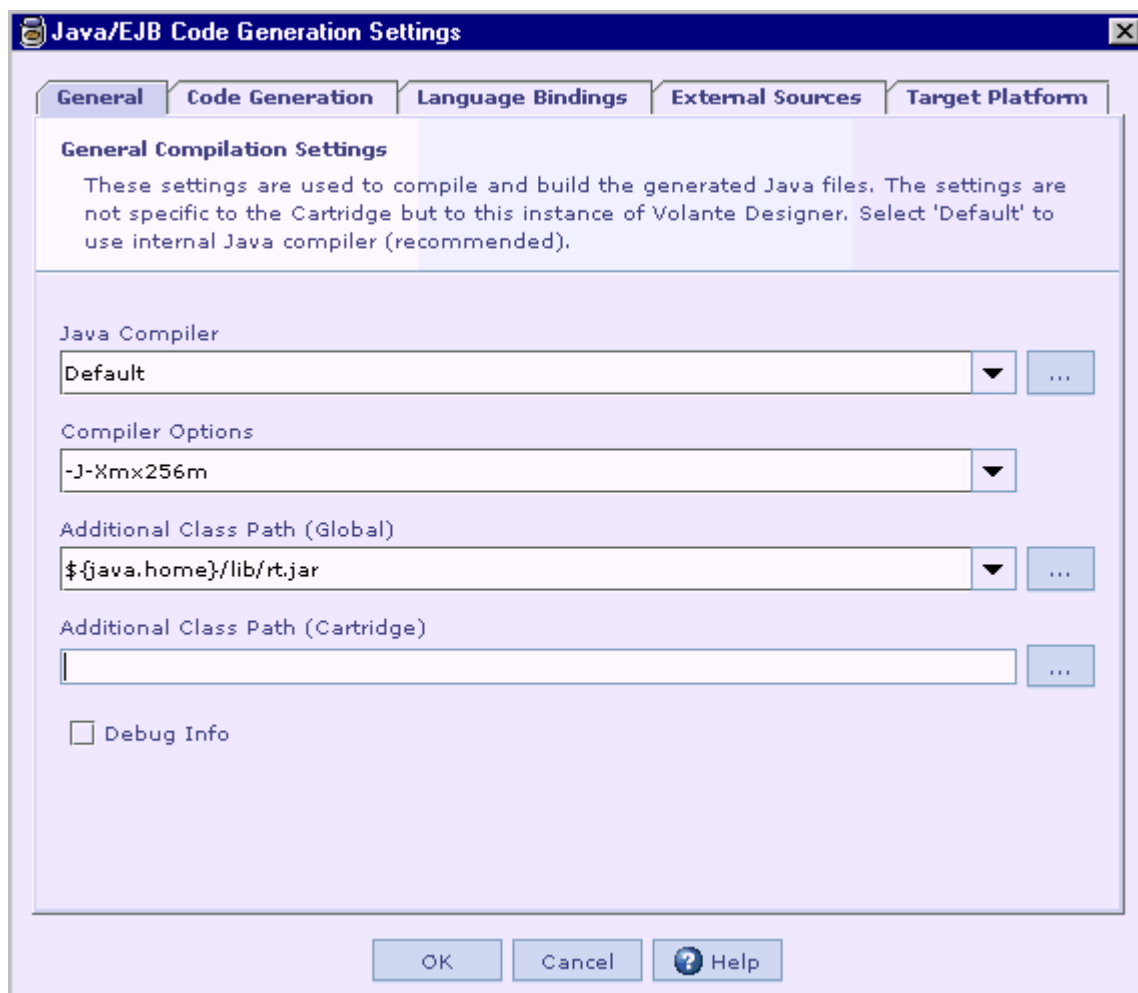 Java/EJB Code Generation Settings
General
Code Generation
Language Bindings
External Sources
Target Platform
General Compilation Settings
These settings are used to compile and build the generated Java files. The settings are
not specific to the Cartridge but to this instance of Volante Designer. Select 'Default' to
use internal Java compiler (recommended).
Java Compiler
Default
...
Compiler Options
-J-Xmx256m
Additional Class Path (Global)
${java.home}/lib/rt.jar
...
Additional Class Path (Cartridge)
...
Debug Info
OK
Cancel
Help